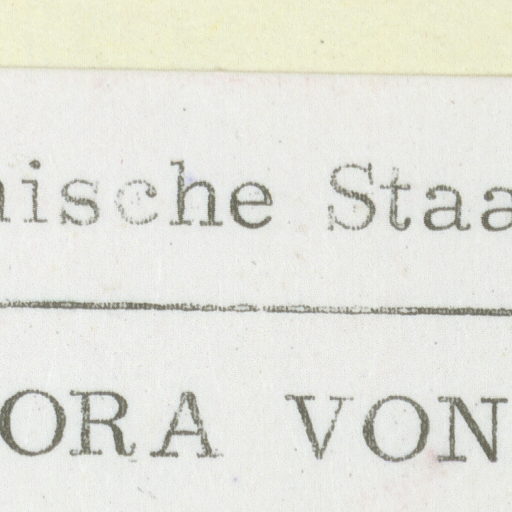 nische Staa
ORA VON